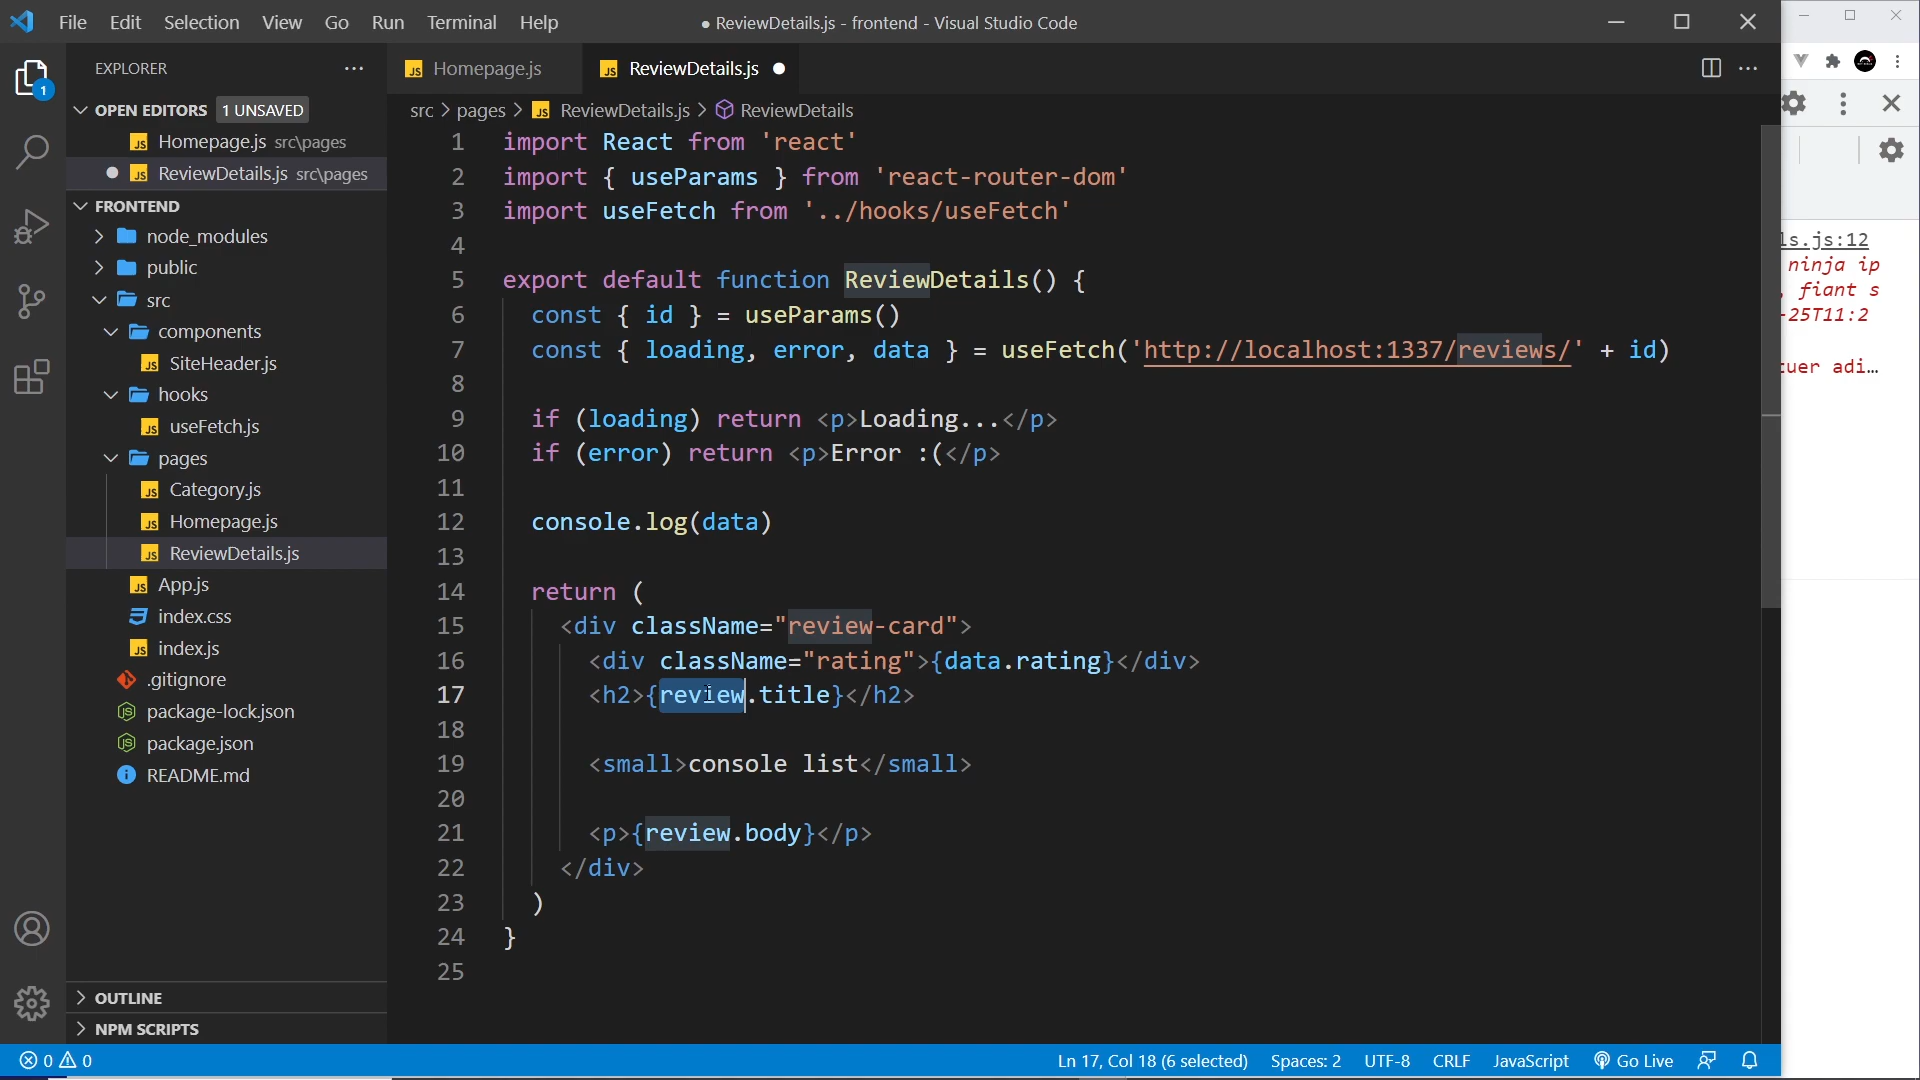 File Edit Selection View Go Run Terminal Help
● ReviewDetails.js - frontend - Visual Studio Code
EXPLORER
OPEN EDITORS 1 UNSAVED
Homepage.js src\pages
ReviewDetails.js src\pages
FRONTEND
node_modules
public
src
components
SiteHeader.js
hooks
useFetch.js
pages
Category.js
Homepage.js
ReviewDetails.js
App.js
index.css
index.js
.gitignore
package-lock.json
package.json
README.md
OUTLINE
NPM SCRIPTS
1
Homepage.js
ReviewDetails.js
src > pages > ReviewDetails.js > ReviewDetails
1 import React from 'react'
2 import { useParams } from 'react-router-dom'
3 import useFetch from '../hooks/useFetch'
4
5 export default function ReviewDetails() {
6 const { id } = useParams()
7 const { loading, error, data } = useFetch('http://localhost:1337/reviews/' + id)
8
9 if (loading) return <p>Loading...</p>
10 if (error) return <p>Error :(</p>
11
12 console.log(data)
13
14 return (
15 <div className="review-card">
16 <div className="rating">{data.rating}</div>
17 <h2>{review.title}</h2>
18
19 <small>console list</small>
20
21 <p>{review.body}</p>
22 </div>
23 )
24 }
25
ls.js:12
ninja ip
, fiant s
-25T11:2
tuer adi…
0 0
Ln 17, Col 18 (6 selected) Spaces: 2 UTF-8 CRLF JavaScript Go Live